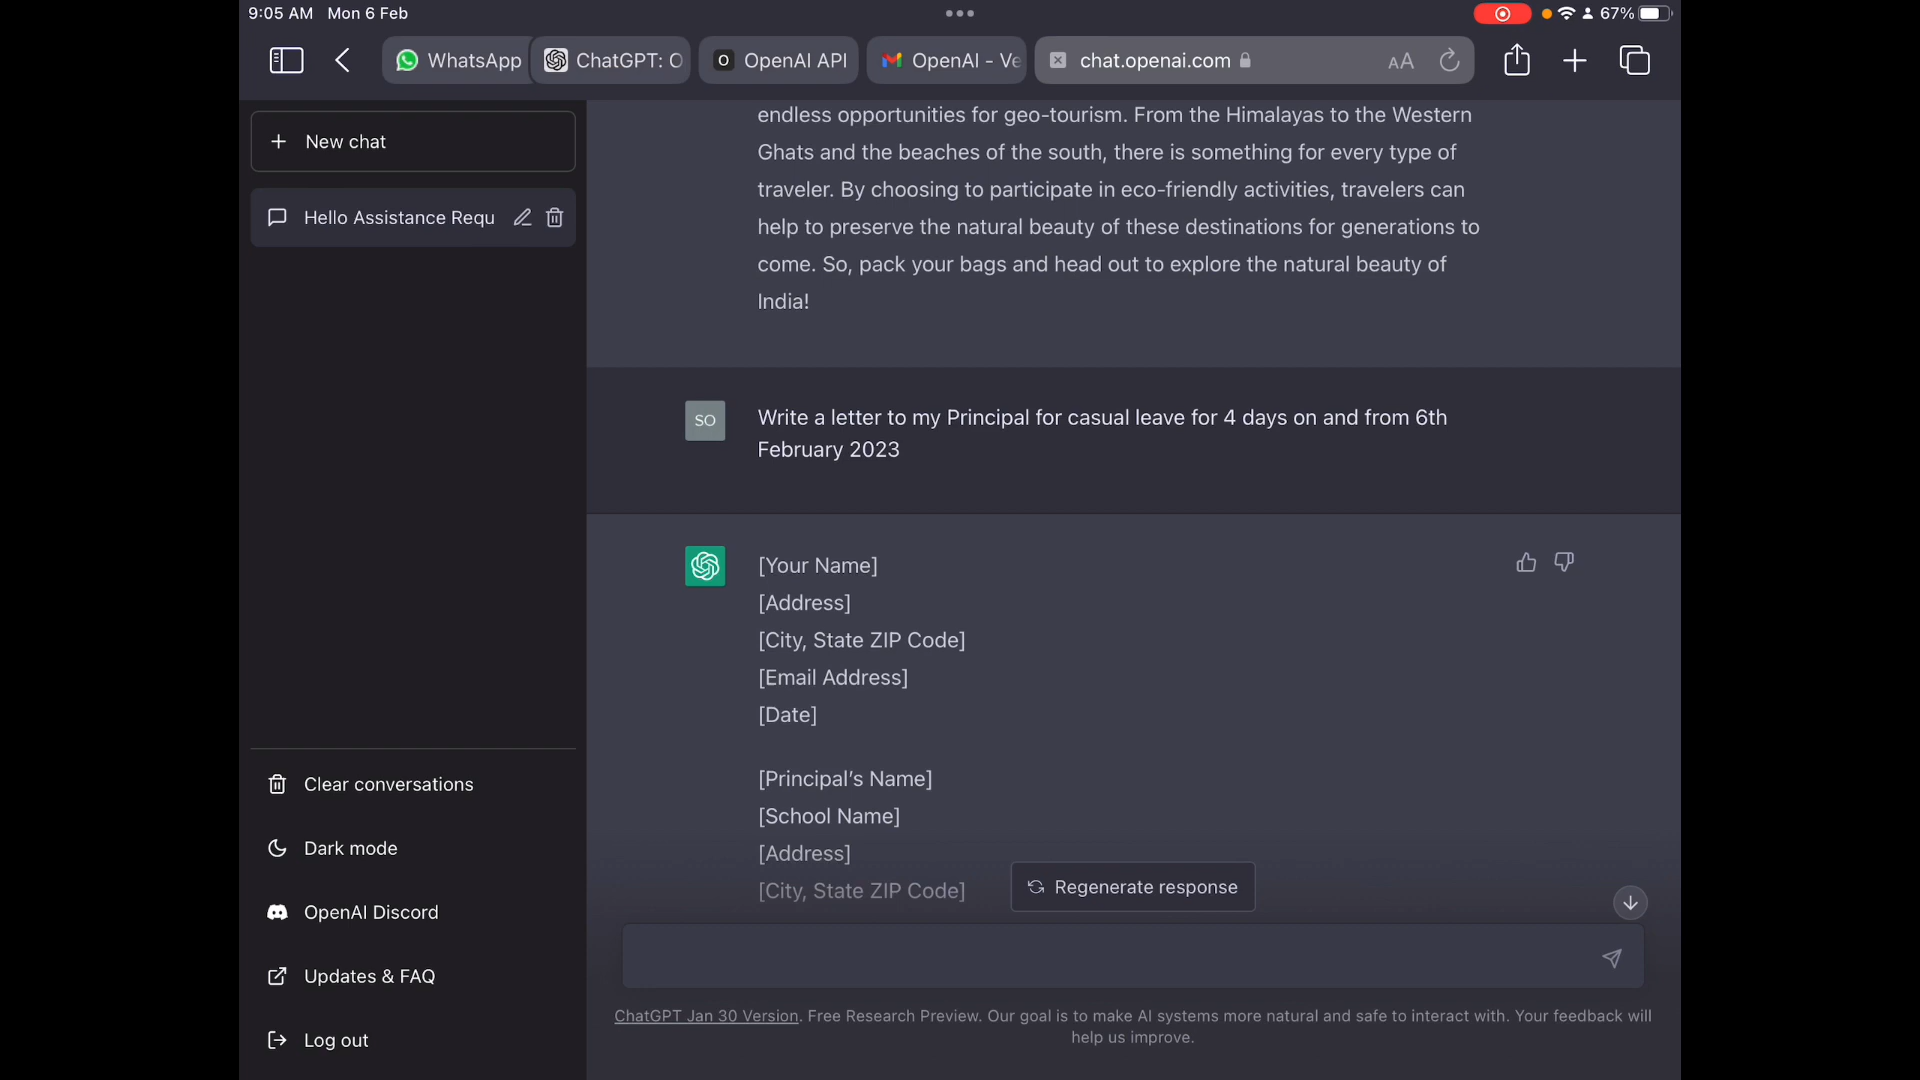 9:05 AM Mon 6 Feb
67%
WhatsApp
ChatGPT: O
OpenAI API
OpenAI - Ve
chat.openai.com
AA
New chat
Hello Assistance Requ
Clear conversations
Dark mode
OpenAI Discord
Updates & FAQ
Log out
endless opportunities for geo-tourism. From the Himalayas to the Western
Ghats and the beaches of the south, there is something for every type of
traveler. By choosing to participate in eco-friendly activities, travelers can
help to preserve the natural beauty of these destinations for generations to
come. So, pack your bags and head out to explore the natural beauty of
India!
SO
Write a letter to my Principal for casual leave for 4 days on and from 6th
February 2023
[Your Name]
[Address]
[City, State ZIP Code]
[Email Address]
[Date]
[Principal’s Name]
[School Name]
[Address]
[City, State ZIP Code]
Regenerate response
ChatGPT Jan 30 Version. Free Research Preview. Our goal is to make AI systems more natural and safe to interact with. Your feedback will
help us improve.